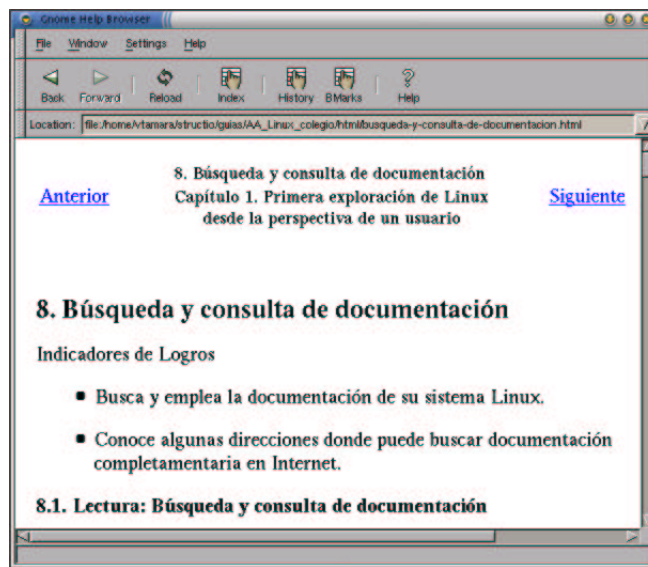 Gnome Help Browser
File Window Settings Help
Back Forward Reload Index History BMarks Help
Location: file:/home/vtamara/structio/guias/AA_Linux_colegio/html/busqueda-y-consulta-de-documentacion.html
8. Búsqueda y consulta de documentación
Anterior Capítulo 1. Primera exploración de Linux Siguiente
desde la perspectiva de un usuario
8. Búsqueda y consulta de documentación
Indicadores de Logros
Busca y emplea la documentación de su sistema Linux.
Conoce algunas direcciones donde puede buscar documentación
completamentaria en Internet.
8.1. Lectura: Búsqueda y consulta de documentación